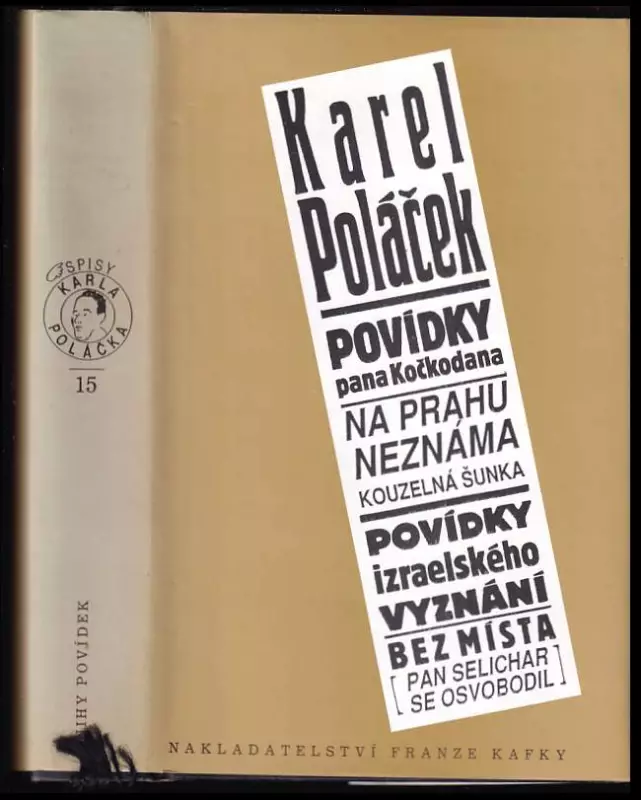 SPISY
KARLA
POLÁČKA
15
POVÍDEK
Karel
Poláček
POVÍDKY
pana Kočkodana
NA PRAHU
NEZNÁMA
KOUZELNÁ ŠUNKA
POVÍDKY
izraelského
VYZNÁNÍ
BEZ MÍSTA
[PAN SELICHAR
SE OSVOBODIL]
NAKLADATELSTVÍ FRANZE KAFKY